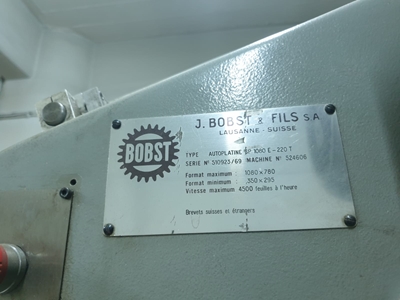 J. BOBST & FILS S.A
LAUSANNE - SUISSE
BOBST
TYPE AUTOPLATINE SP 1080 E - 220 T
SERIE N° 510925/69 MACHINE N° 524606
Format maximum 1080 x 780
Format minimum 350 x 295
Vitesse maximum 4500 feuilles à l'heure
Brevets suisses et étrangers